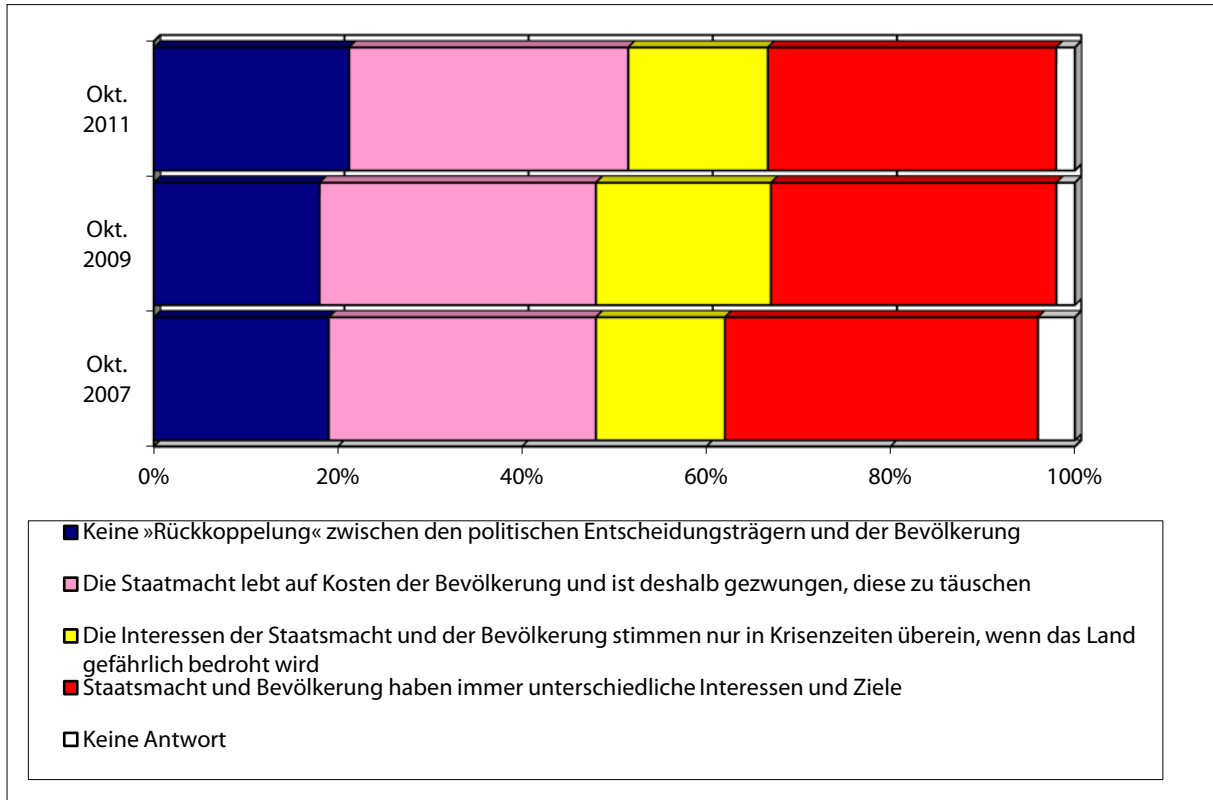 Okt.
2011
Okt.
2009
Okt.
2007
0%
20%
40%
60%
80%
100%
Keine »Rückkoppelung« zwischen den politischen Entscheidungsträgern und der Bevölkerung
Die Staatmacht lebt auf Kosten der Bevölkerung und ist deshalb gezwungen, diese zu täuschen
Die Interessen der Staatsmacht und der Bevölkerung stimmen nur in Krisenzeiten überein, wenn das Land
gefährlich bedroht wird
Staatsmacht und Bevölkerung haben immer unterschiedliche Interessen und Ziele
Keine Antwort